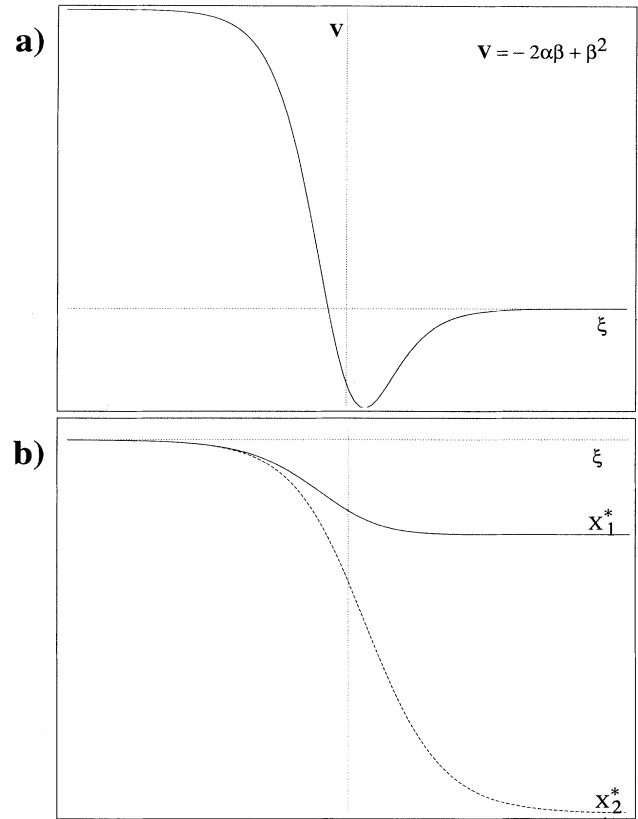 a)
V
V = - 2αβ + β²
ξ
b)
ξ
X₁*
X₂*